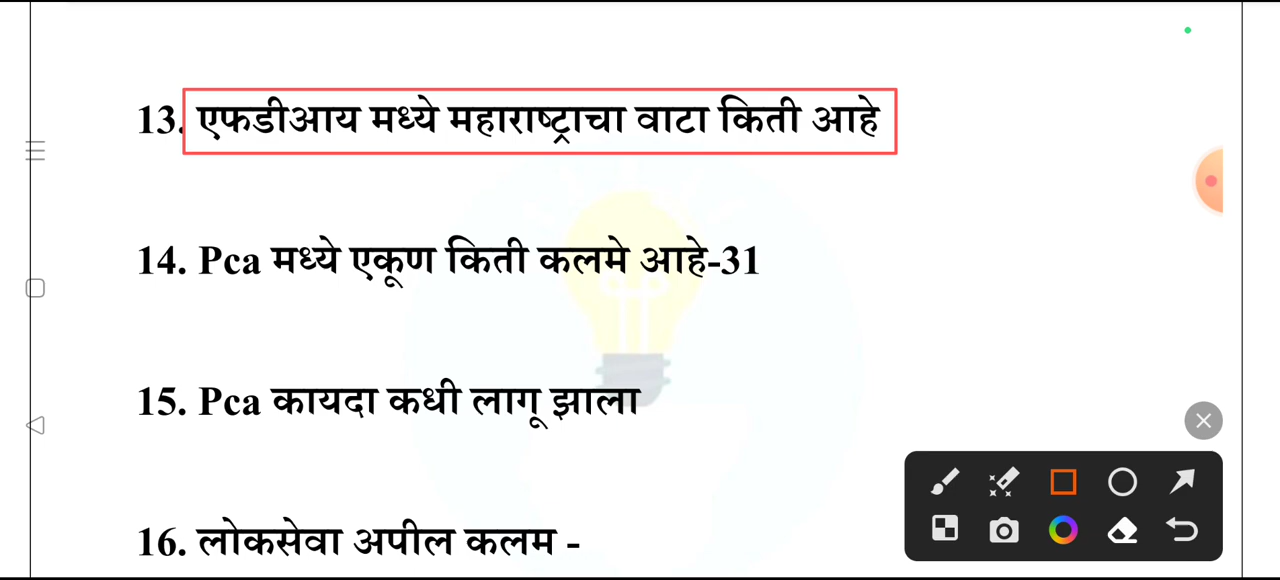 13. एफडीआय मध्ये महाराष्ट्राचा वाटा किती आहे
14. Pca मध्ये एकूण किती कलमे आहे-31
15. Pca कायदा कधी लागू झाला
16. लोकसेवा अपील कलम -